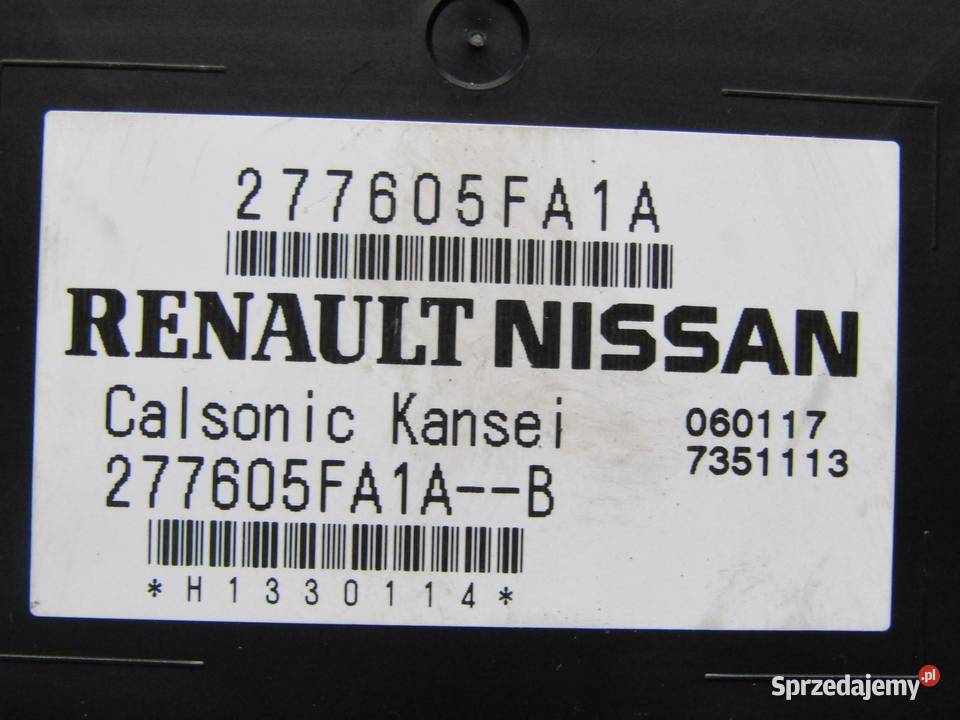 277605FA1A
RENAULT NISSAN
Calsonic Kansei 060117
277605FA1A--B 7351113
*H1330114*
Sprzedajemy.pl